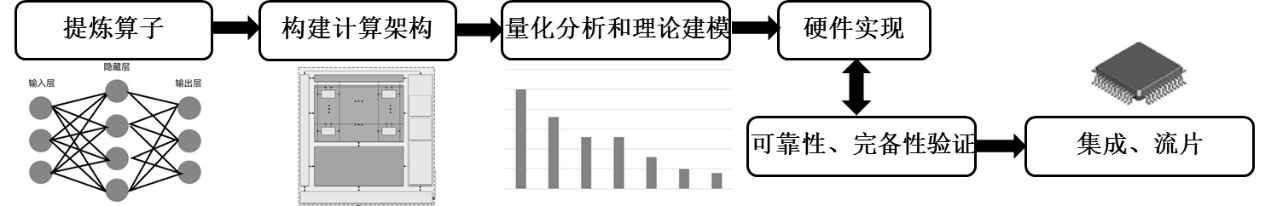 提炼算子
构建计算架构
量化分析和理论建模
硬件实现
隐藏层
输入层
输出层
可靠性、完备性验证
集成、流片